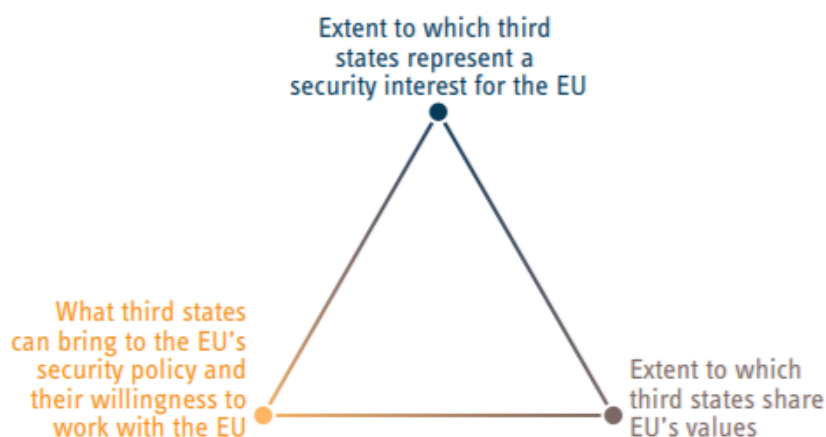 Extent to which third
states represent a
security interest for the EU
What third states
can bring to the EU's
security policy and
their willingness to
work with the EU
Extent to which
third states share
EU's values